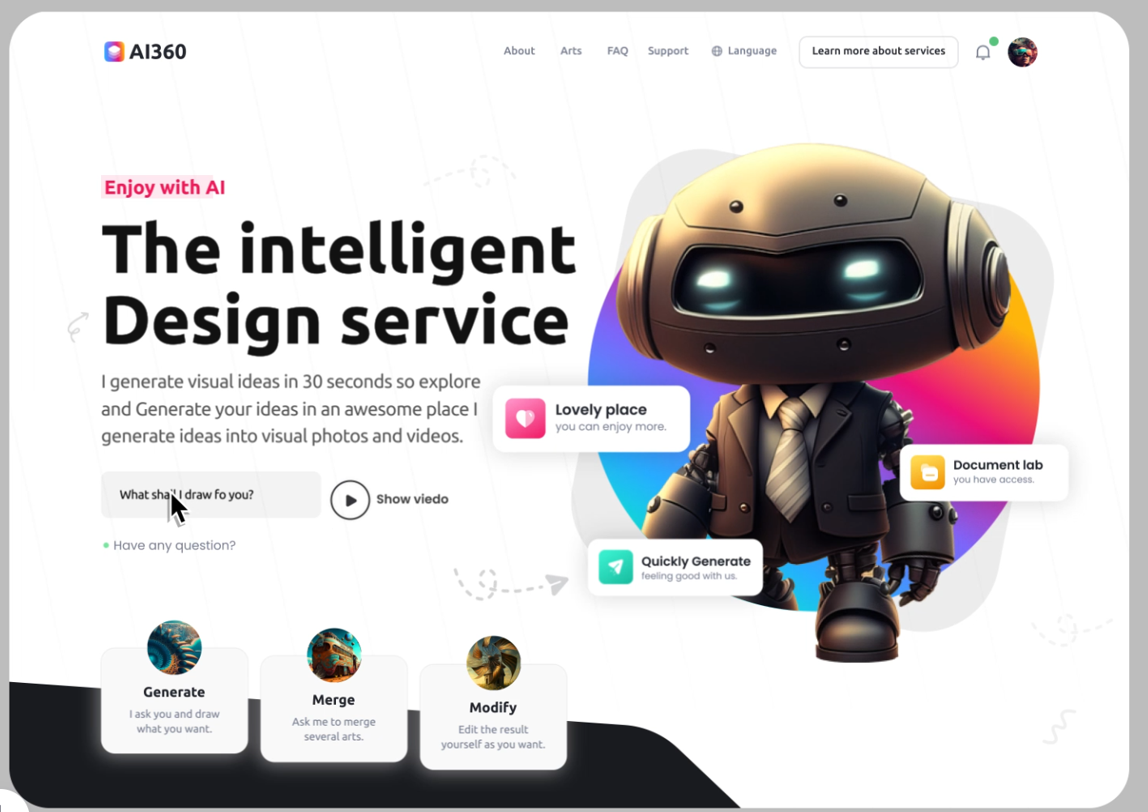 AI360
About
Arts
FAQ
Support
Language
Learn more about services
Enjoy with AI
The intelligent
Design service
I generate visual ideas in 30 seconds so explore
and Generate your ideas in an awesome place I
generate ideas into visual photos and videos.
Lovely place
you can enjoy more.
Document lab
you have access.
What shall I draw fo you?
Show viedo
Have any question?
Quickly Generate
feeling good with us.
Generate
I ask you and draw
what you want.
Merge
Ask me to merge
several arts.
Modify
Edit the result
yourself as you want.